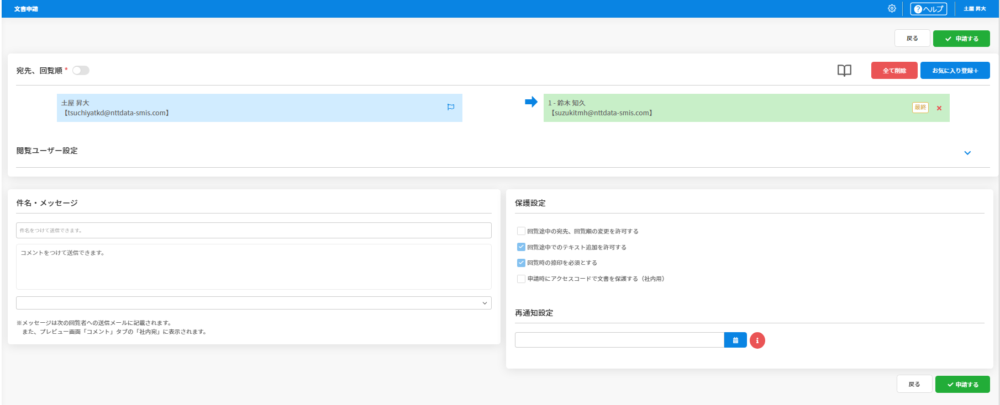 文書申請
ヘルプ
土屋 昇大
戻る
申請する
宛先、回覧順 *
全て削除
お気に入り登録+
土屋 昇大
【tsuchiyatkd@nttdata-smis.com】
1 - 鈴木 知久
【suzukitmh@nttdata-smis.com】
最終
閲覧ユーザー設定
件名・メッセージ
件名をつけて送信できます。
コメントをつけて送信できます。
※メッセージは次の回覧者への送信メールに記載されます。
また、プレビュー画面「コメント」タブの「社内宛」に表示されます。
保護設定
回覧途中の宛先、回覧順の変更を許可する
回覧途中でのテキスト追加を許可する
回覧時の捺印を必須とする
申請時にアクセスコードで文書を保護する（社内用）
再通知設定
戻る
申請する